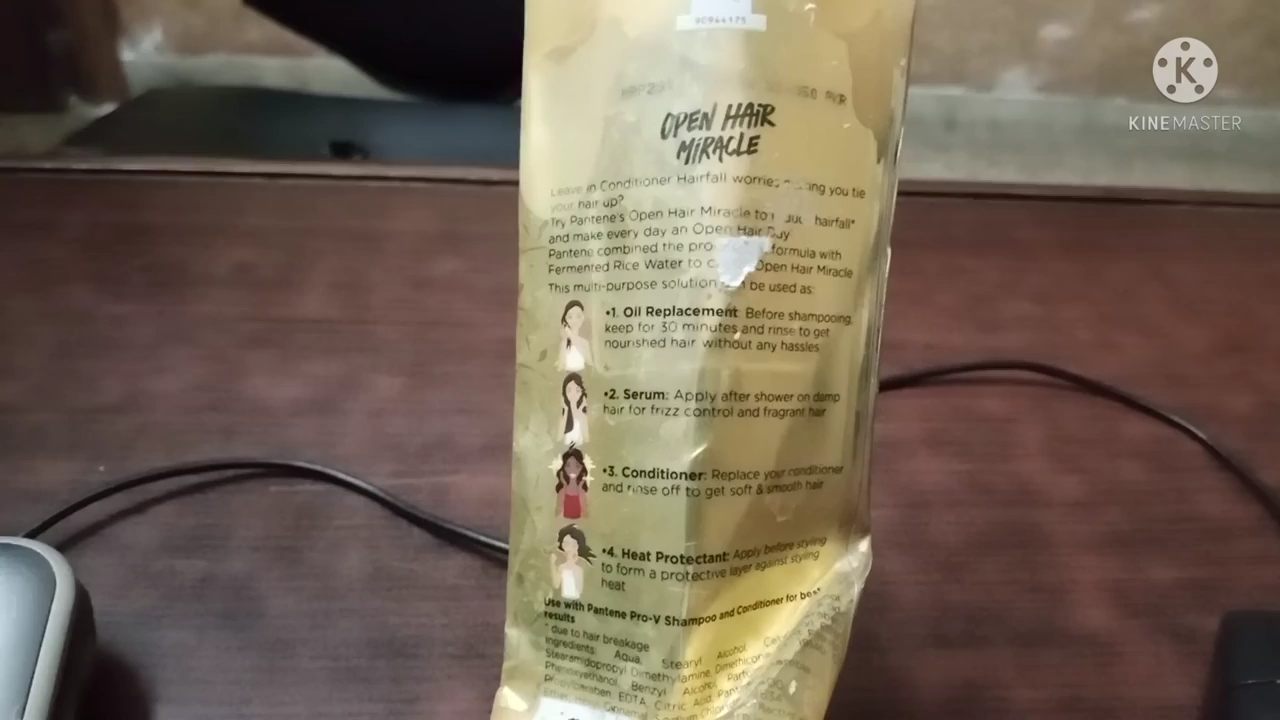 90944175
OPEN HAIR
MIRACLE
K
KINEMASTER
Leave in Conditioner Hairfall you tie
your hair up?
Try Pantene's Open Hair Miracle to hairfall*
and make every day an Open Hair Day
Pantene combined the formula with
Fermented Rice Water to Open Hair Miracle
This multi-purpose solution be used as:
•1. Oil Replacement: Before shampooing,
keep for 30 minutes and rinse to get
nourished hair without any hassles
•2. Serum: Apply after shower on damp
hair for frizz control and fragrant hair
•3. Conditioner: Replace your conditioner
and rinse off to get soft & smooth hair
•4. Heat Protectant: Apply before styling
to form a protective layer against styling
heat
Use with Pantene Pro-V Shampoo and Conditioner for best
results
* due to hair breakage
Ingredients: Aqua, Stearyl Alcohol,
Stearamidopropyl Dimethylamine,
Phenoxyethanol, Benzyl Alcohol,
Propylparaben, EDTA, Citric Acid,